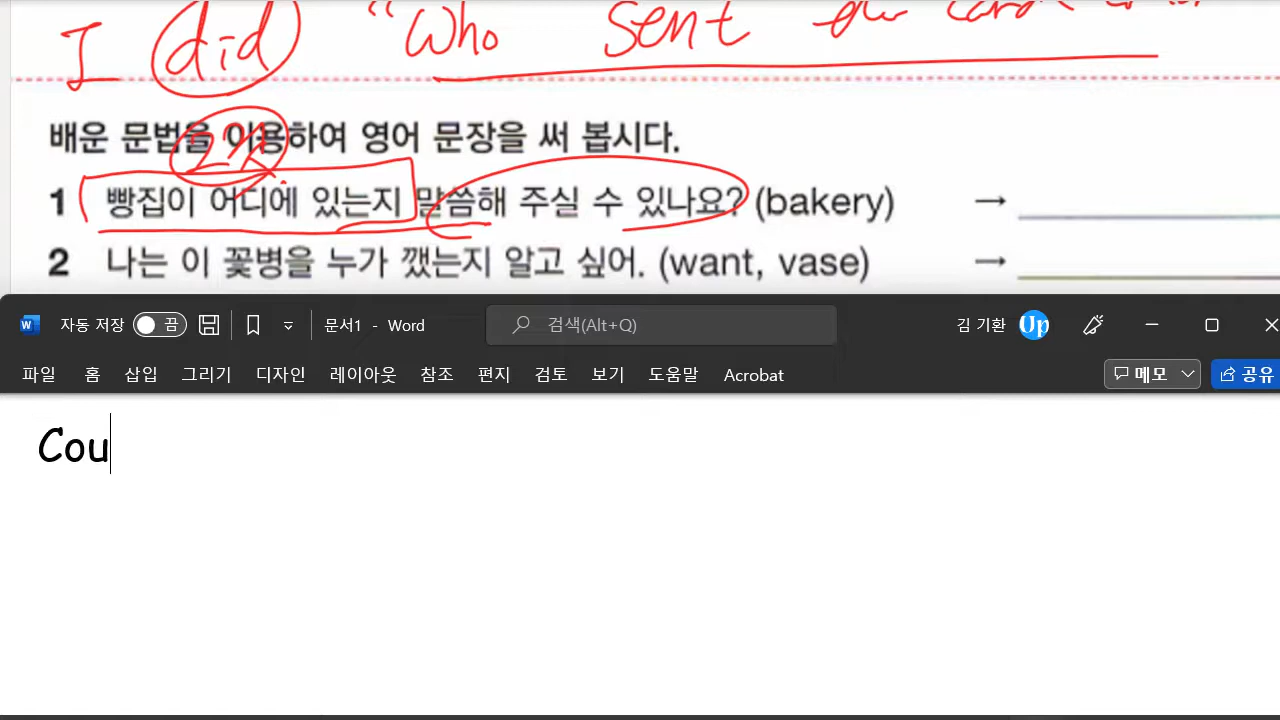 I did "Who sent the
배운 문법을 이용하여 영어 문장을 써 봅시다.
1 빵집이 어디에 있는지 말씀해 주실 수 있나요? (bakery) →
2 나는 이 꽃병을 누가 깼는지 알고 싶어. (want, vase) →
자동 저장 끔 문서1 - Word 검색(Alt+Q) 김 기환 Up
파일 홈 삽입 그리기 디자인 레이아웃 참조 편지 검토 보기 도움말 Acrobat 메모 공유
Cou